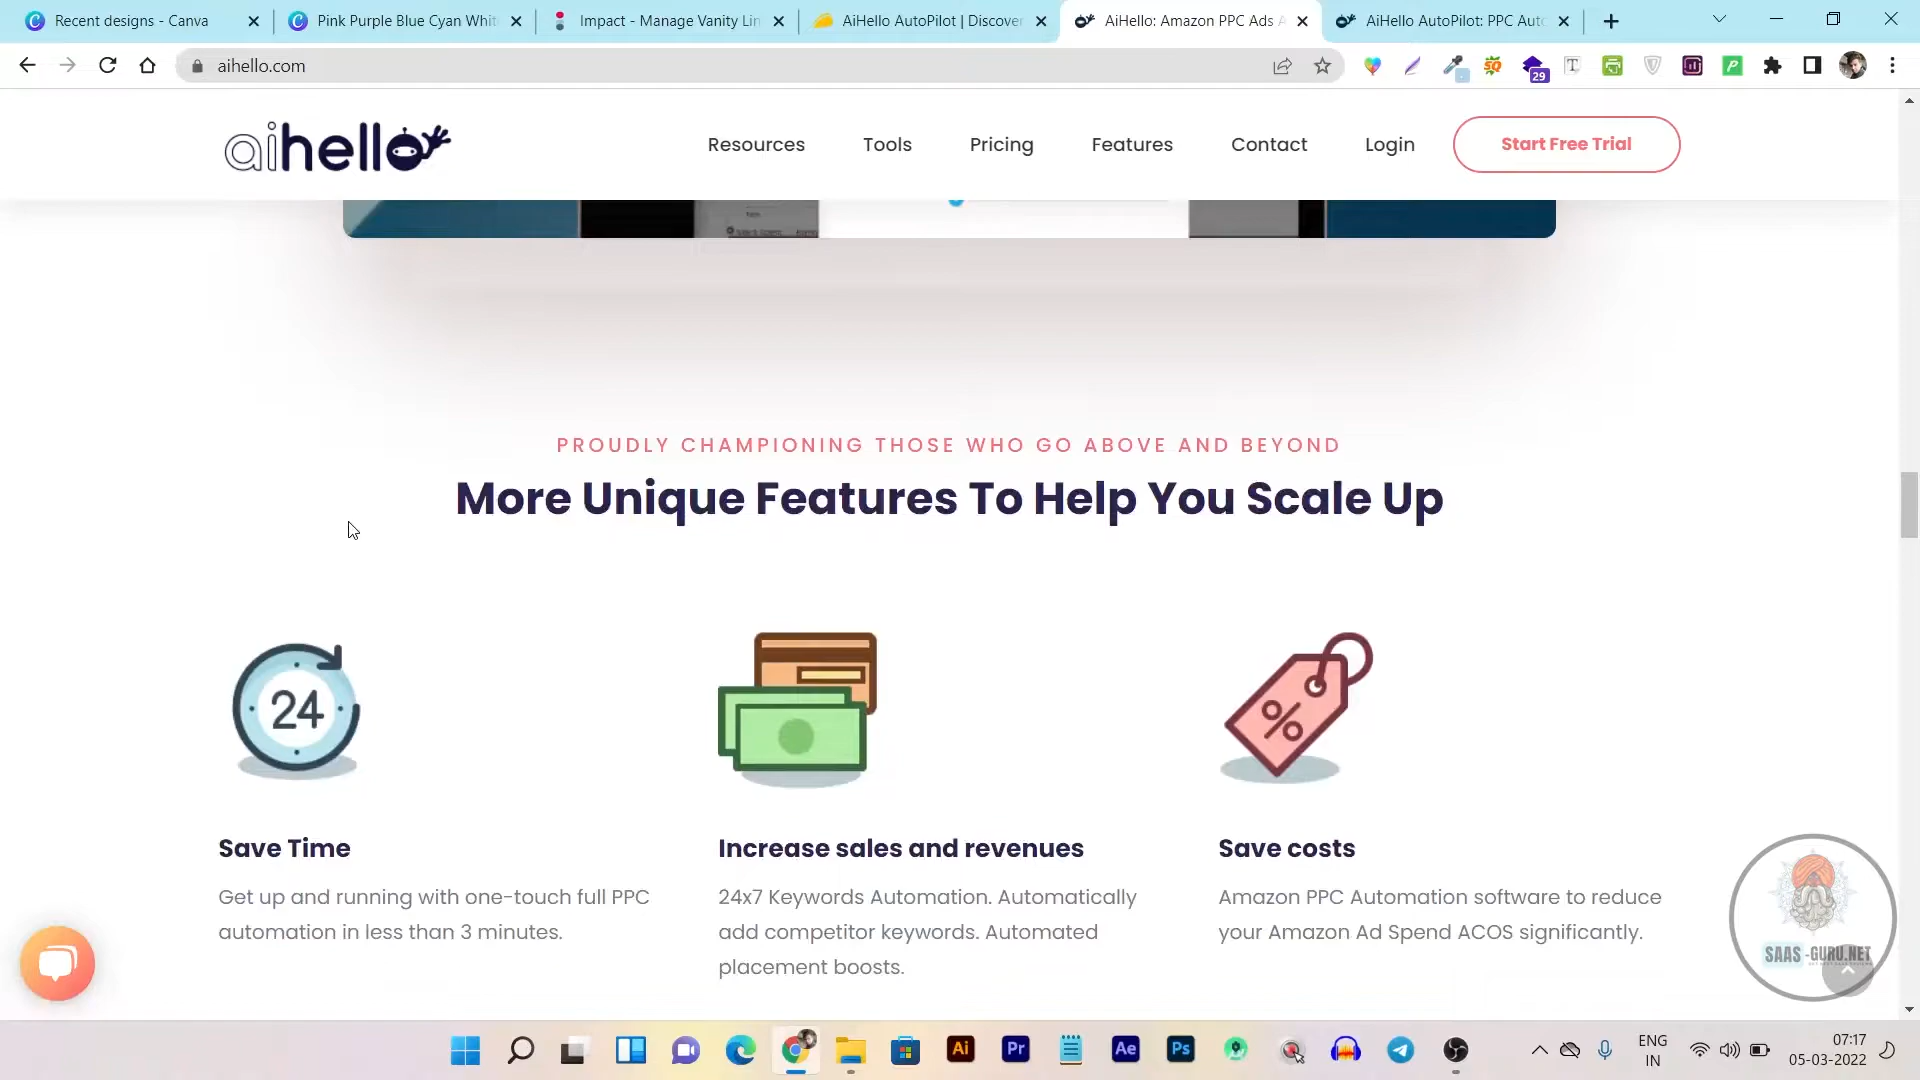 Recent designs - Canva
Pink Purple Blue Cyan Whit
Impact - Manage Vanity Lin
AiHello AutoPilot | Discover
AiHello: Amazon PPC Ads A
AiHello AutoPilot: PPC Auto
aihello.com
29
aihello
Resources
Tools
Pricing
Features
Contact
Login
Start Free Trial
PROUDLY CHAMPIONING THOSE WHO GO ABOVE AND BEYOND
More Unique Features To Help You Scale Up
24
%
Save Time
Get up and running with one-touch full PPC
automation in less than 3 minutes.
Increase sales and revenues
24x7 Keywords Automation. Automatically
add competitor keywords. Automated
placement boosts.
Save costs
Amazon PPC Automation software to reduce
your Amazon Ad Spend ACOS significantly.
SAAS-GURU.NET
Ai
Pr
Ae
Ps
ENG
IN
07:17
05-03-2022